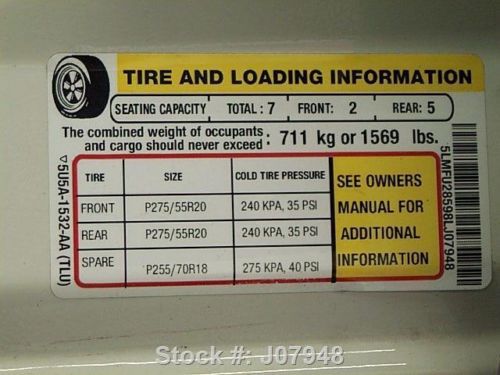 TIRE AND LOADING INFORMATION
SEATING CAPACITY TOTAL : 7 FRONT: 2 REAR: 5
The combined weight of occupants
and cargo should never exceed : 711 kg or 1569 lbs.
TIRE SIZE COLD TIRE PRESSURE
FRONT P275/55R20 240 KPA, 35 PSI
REAR P275/55R20 240 KPA, 35 PSI
SPARE P255/70R18 275 KPA, 40 PSI
SEE OWNERS
MANUAL FOR
ADDITIONAL
INFORMATION
▽5U5A-1532-AA (TLU)
5LMFU28598LJ07948
Stock #: J07948